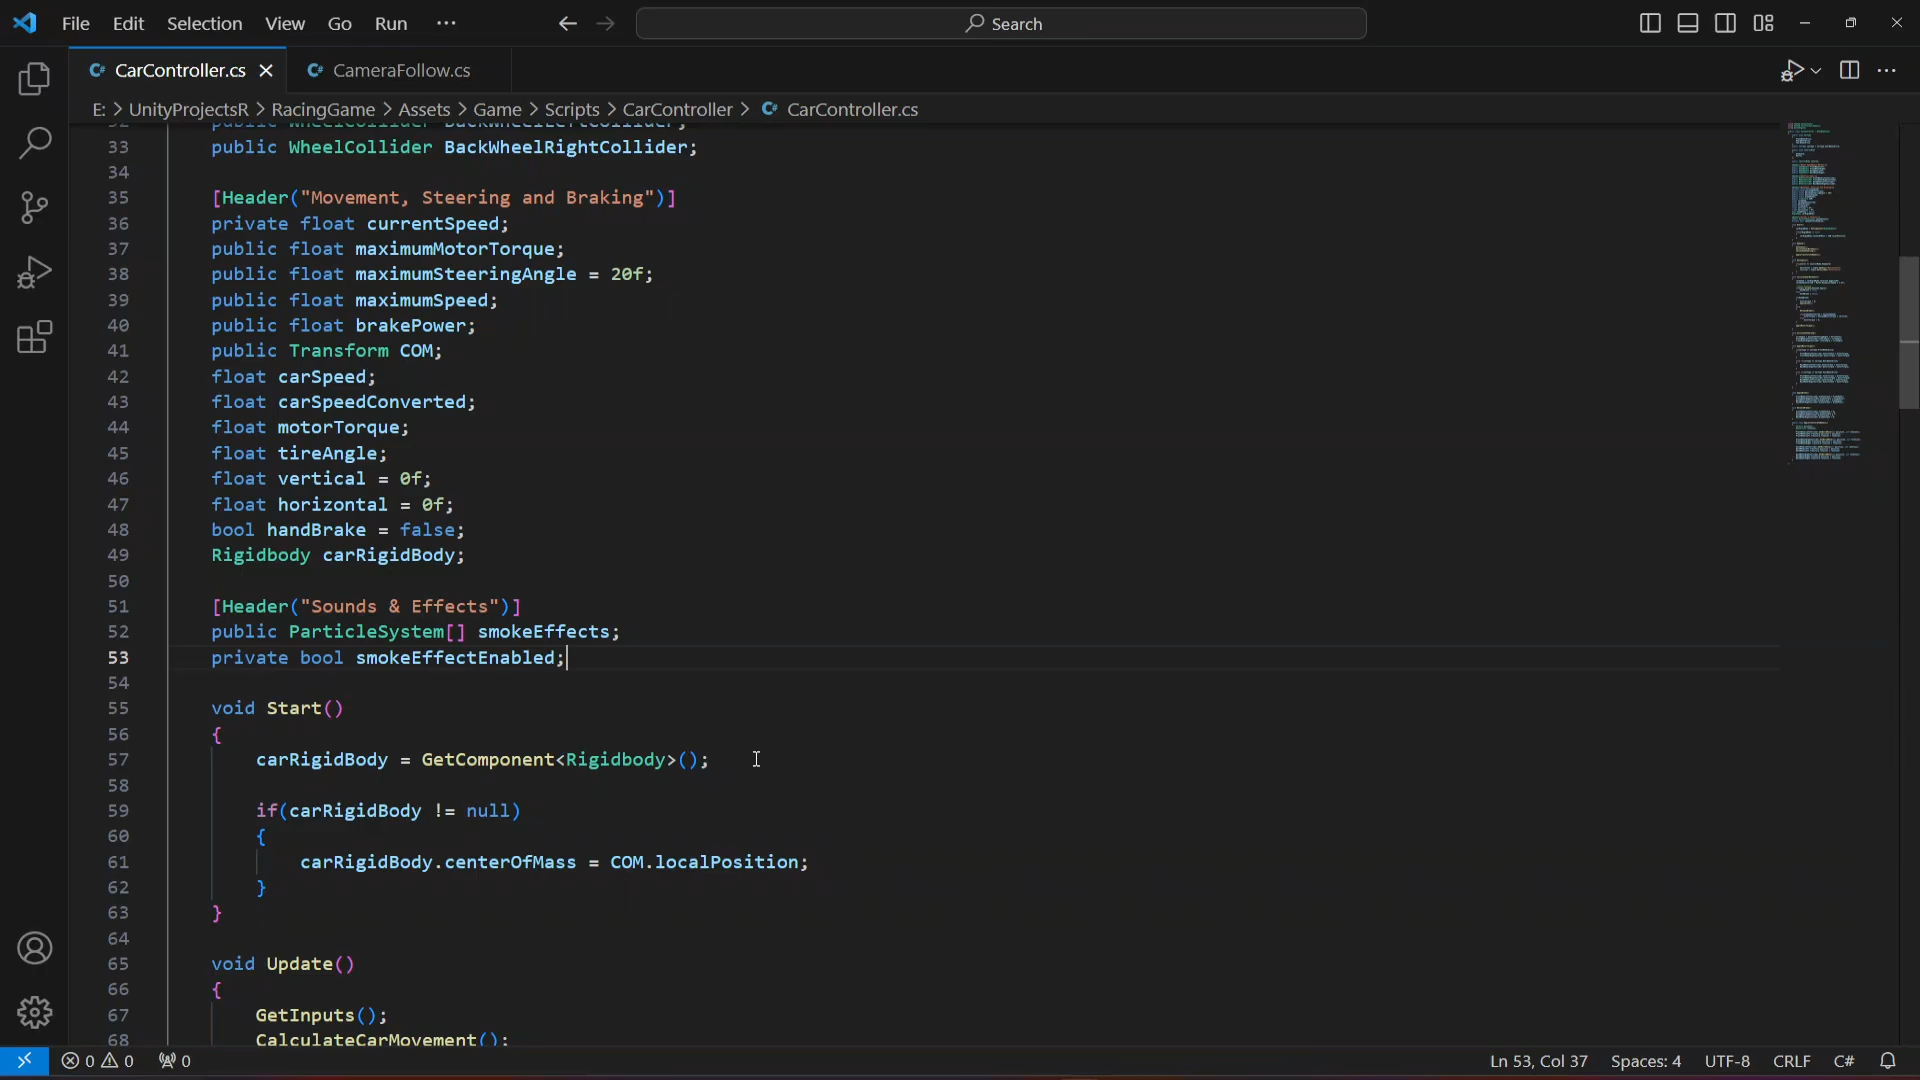 File Edit Selection View Go Run ···
Search
CarController.cs
CameraFollow.cs
E: > UnityProjectsR > RacingGame > Assets > Game > Scripts > CarController > CarController.cs
32 public WheelCollider BackWheelLeftCollider;
33 public WheelCollider BackWheelRightCollider;
34
35 [Header("Movement, Steering and Braking")]
36 private float currentSpeed;
37 public float maximumMotorTorque;
38 public float maximumSteeringAngle = 20f;
39 public float maximumSpeed;
40 public float brakePower;
41 public Transform COM;
42 float carSpeed;
43 float carSpeedConverted;
44 float motorTorque;
45 float tireAngle;
46 float vertical = 0f;
47 float horizontal = 0f;
48 bool handBrake = false;
49 Rigidbody carRigidBody;
50
51 [Header("Sounds & Effects")]
52 public ParticleSystem[] smokeEffects;
53 private bool smokeEffectEnabled;
54
55 void Start()
56 {
57 carRigidBody = GetComponent<Rigidbody>();
58
59 if(carRigidBody != null)
60 {
61 carRigidBody.centerOfMass = COM.localPosition;
62 }
63 }
64
65 void Update()
66 {
67 GetInputs();
68 CalculateCarMovement();
0 0 0 Ln 53, Col 37 Spaces: 4 UTF-8 CRLF C#